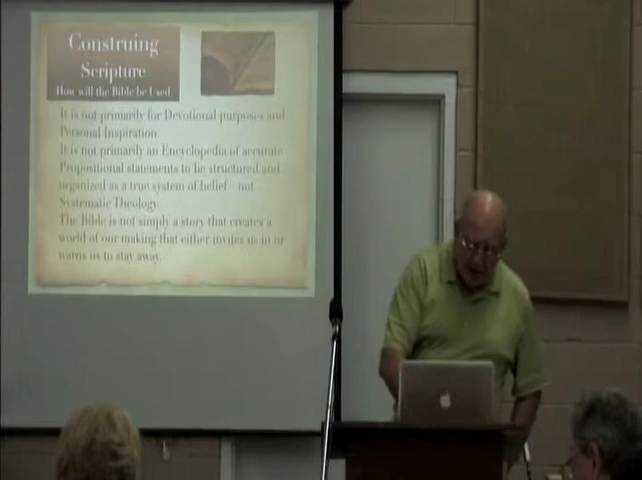 Construing
Scripture
How will the Bible be Used
It is not primarily for Devotional purposes and
Personal Inspiration.
It is not primarily an Encyclopedia of accurate
Propositional statements to be structured and
organized as a true system of belief - not
Systematic Theology.
The Bible is not simply a story that creates a
world of our making that either invites us in or
warns us to stay away.